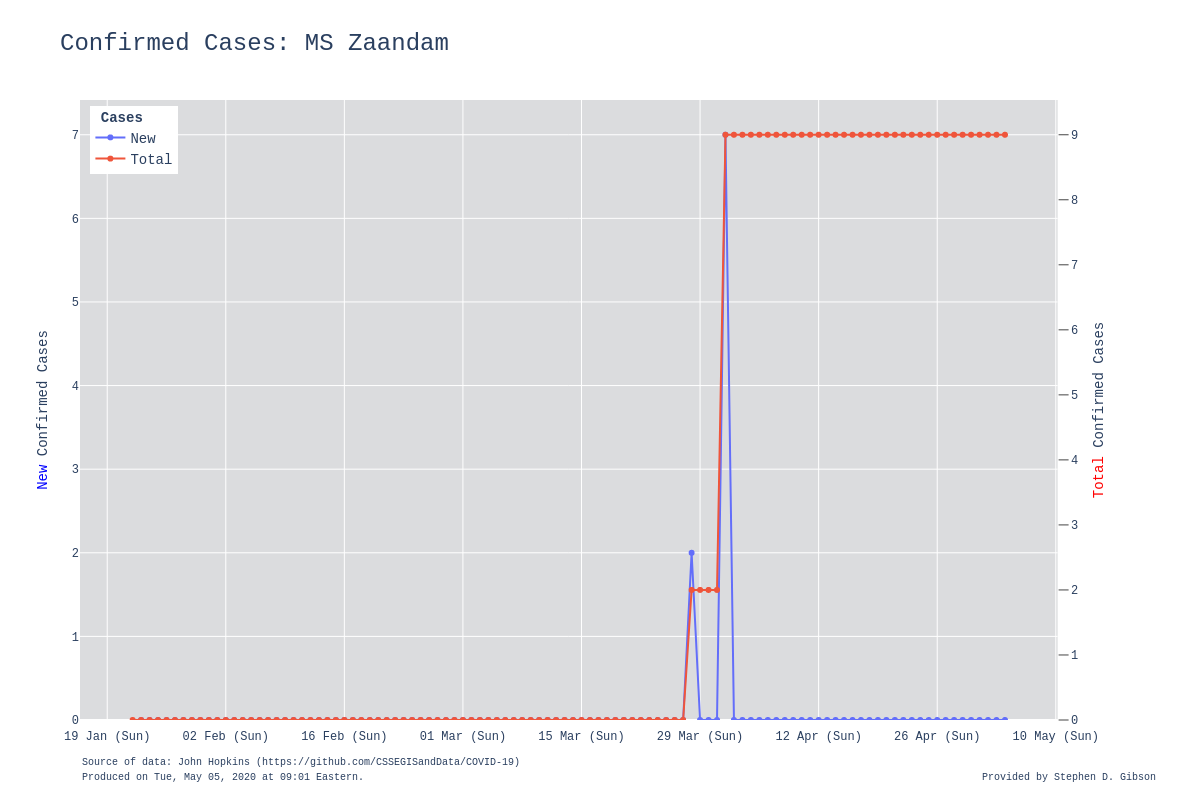 Confirmed Cases: MS Zaandam
Cases
New
Total
7
6
5
4
3
2
1
0
New Confirmed Cases
9
8
7
6
5
4
3
2
1
0
Total Confirmed Cases
19 Jan (Sun) 02 Feb (Sun) 16 Feb (Sun) 01 Mar (Sun) 15 Mar (Sun) 29 Mar (Sun) 12 Apr (Sun) 26 Apr (Sun) 10 May (Sun)
Source of data: John Hopkins (https://github.com/CSSEGISandData/COVID-19)
Produced on Tue, May 05, 2020 at 09:01 Eastern.
Provided by Stephen D. Gibson